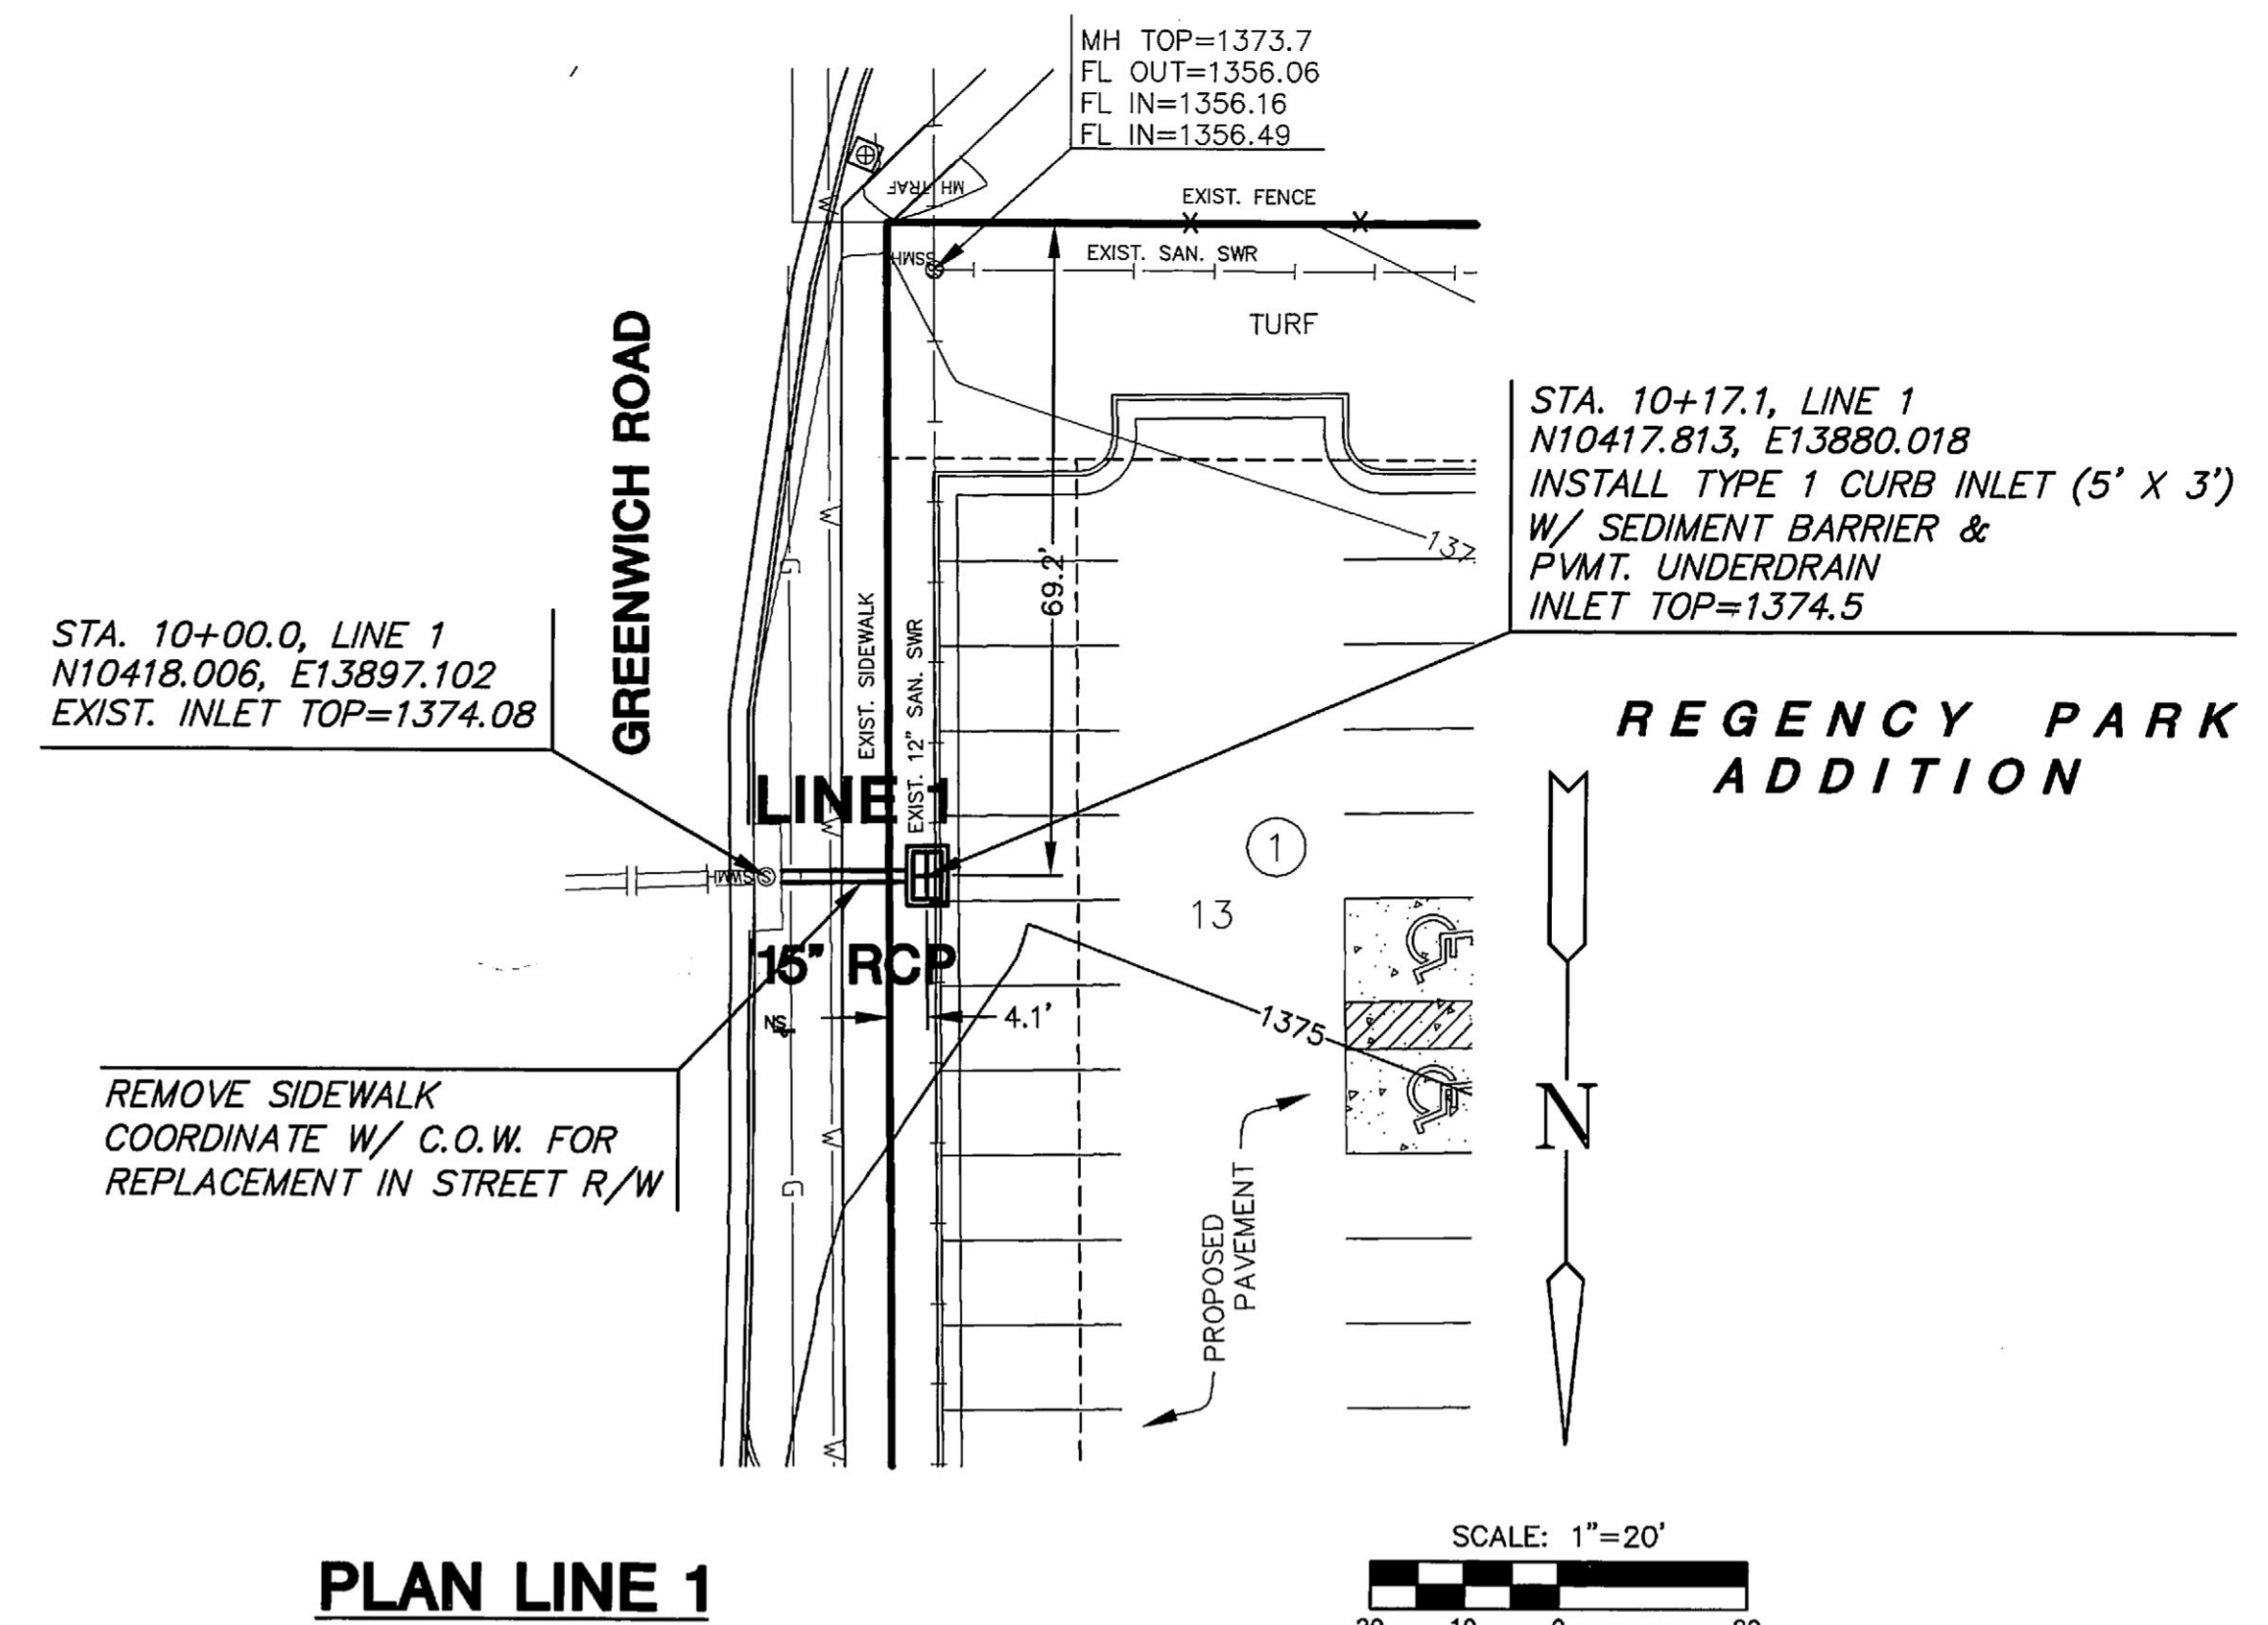 MH TOP=1373.7
FL OUT=1356.06
FL IN=1356.16
FL IN=1356.49
MH TRAF
EXIST. FENCE
SSMH
EXIST. SAN. SWR
TURF
W
GREENWICH ROAD
STA. 10+17.1, LINE 1
N10417.813, E13880.018
INSTALL TYPE 1 CURB INLET (5' X 3')
W/ SEDIMENT BARRIER &
PVMT. UNDERDRAIN
INLET TOP=1374.5
W
G
137
69.2'
EXIST. SIDEWALK
EXIST. 12" SAN. SWR
STA. 10+00.0, LINE 1
N10418.006, E13897.102
EXIST. INLET TOP=1374.08
REGENCY PARK
ADDITION
LINE 1
W
1
SWMH
S
13
15" RCP
NS
4.1'
1375
REMOVE SIDEWALK
COORDINATE W/ C.O.W. FOR
REPLACEMENT IN STREET R/W
N
W
G
PROPOSED
PAVEMENT
W
PLAN LINE 1
SCALE: 1"=20'